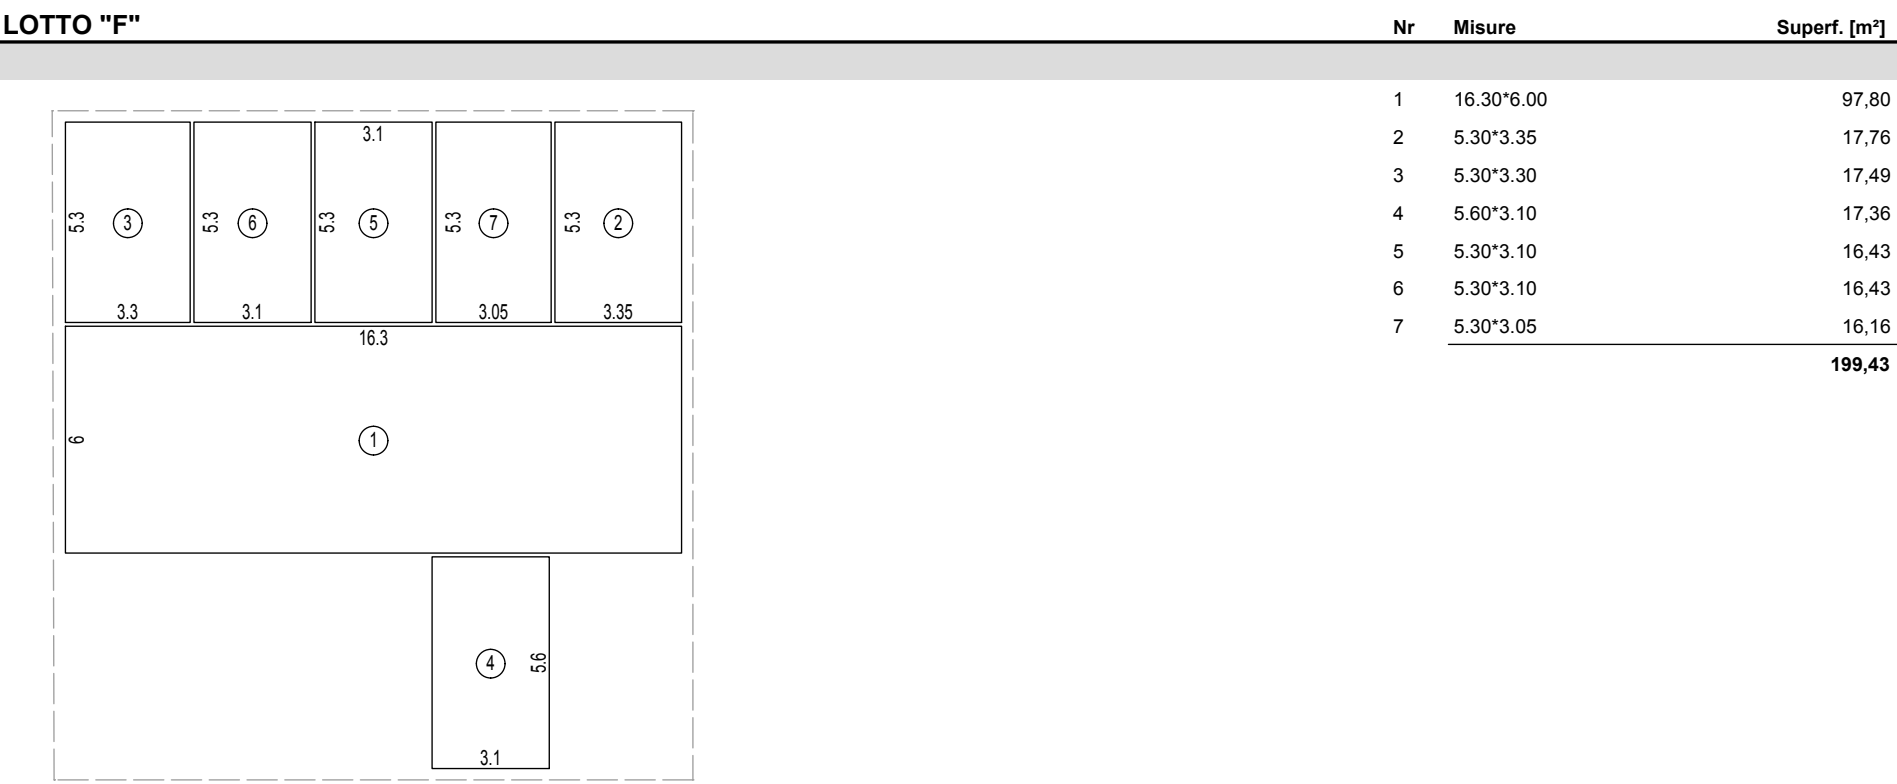 LOTTO "F" Nr Misure Superf. [m²]
1 16.30*6.00 97,80
2 5.30*3.35 17,76
3 5.30*3.30 17,49
4 5.60*3.10 17,36
5 5.30*3.10 16,43
6 5.30*3.10 16,43
7 5.30*3.05 16,16
199,43
3.1
5.3 3 5.3 6 5.3 5 5.3 7 5.3 2
3.3 3.1 3.05 3.35
16.3
6 1
4 5.6
3.1